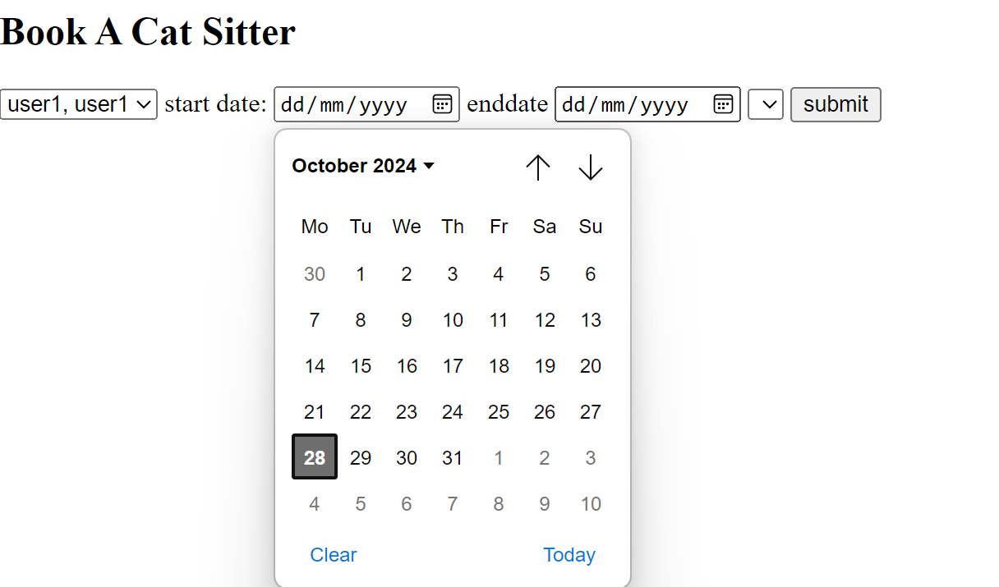 Book A Cat Sitter
user1, user1 start date: dd/mm/yyyy enddate dd/mm/yyyy submit
October 2024
Mo Tu We Th Fr Sa Su
30 1 2 3 4 5 6
7 8 9 10 11 12 13
14 15 16 17 18 19 20
21 22 23 24 25 26 27
28 29 30 31 1 2 3
4 5 6 7 8 9 10
Clear Today